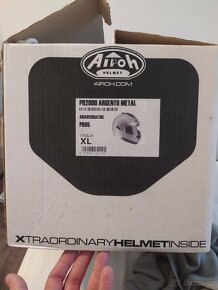 AIROH
HELMET
AIROH.COM
PR2000 ARGENTO METAL
PR05
TAGLIA
XL
XTRAORDINARYHELMETINSIDE